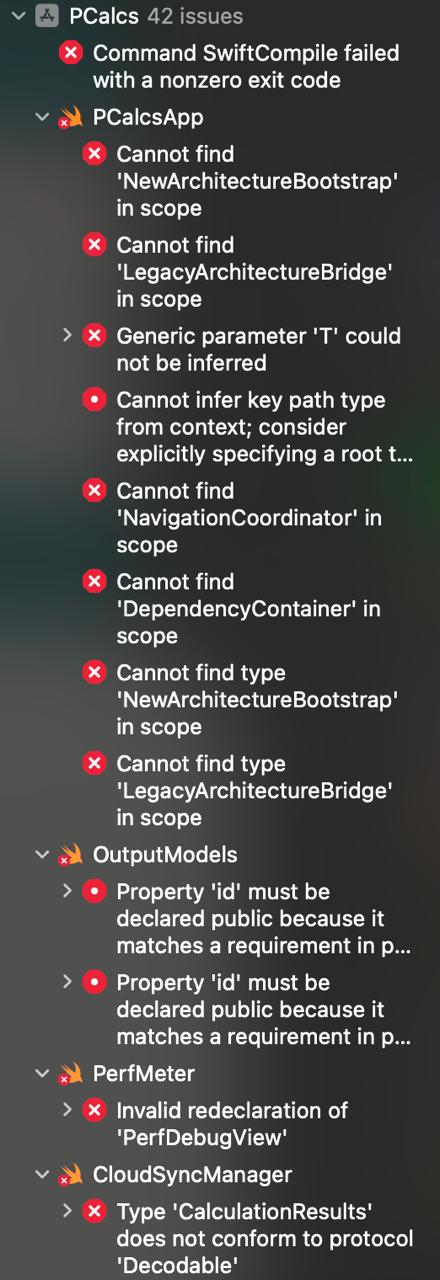 PCalcs 42 issues
Command SwiftCompile failed
with a nonzero exit code
PCalcsApp
Cannot find
'NewArchitectureBootstrap'
in scope
Cannot find
'LegacyArchitectureBridge'
in scope
Generic parameter 'T' could
not be inferred
Cannot infer key path type
from context; consider
explicitly specifying a root t...
Cannot find
'NavigationCoordinator' in
scope
Cannot find
'DependencyContainer' in
scope
Cannot find type
'NewArchitectureBootstrap'
in scope
Cannot find type
'LegacyArchitectureBridge'
in scope
OutputModels
Property 'id' must be
declared public because it
matches a requirement in p...
Property 'id' must be
declared public because it
matches a requirement in p...
PerfMeter
Invalid redeclaration of
'PerfDebugView'
CloudSyncManager
Type 'CalculationResults'
does not conform to protocol
'Decodable'